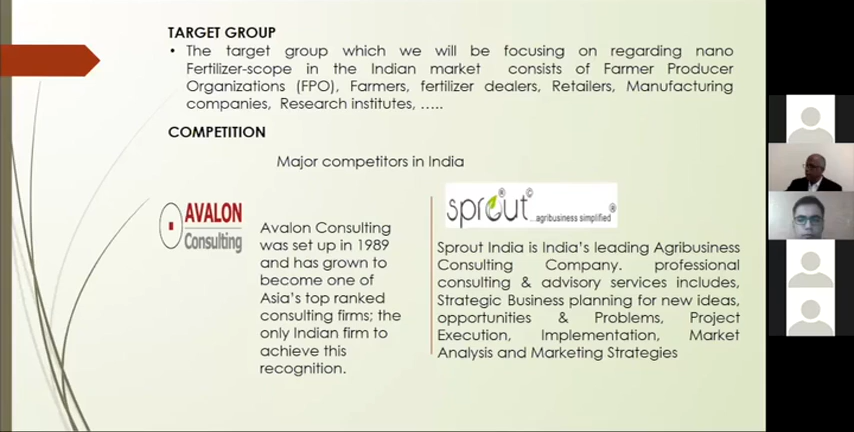 TARGET GROUP
• The target group which we will be focusing on regarding nano
Fertilizer-scope in the Indian market consists of Farmer Producer
Organizations (FPO), Farmers, fertilizer dealers, Retailers, Manufacturing
companies, Research institutes, …..
COMPETITION
Major competitors in India
AVALON
Consulting
Avalon Consulting
was set up in 1989
and has grown to
become one of
Asia's top ranked
consulting firms; the
only Indian firm to
achieve this
recognition.
sprout ® ©
...agribusiness simplified ®
Sprout India is India's leading Agribusiness
Consulting Company. professional
consulting & advisory services includes,
Strategic Business planning for new ideas,
opportunities & Problems, Project
Execution, Implementation, Market
Analysis and Marketing Strategies